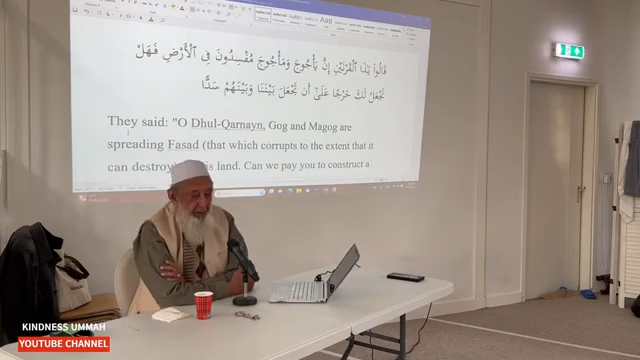 قَالُوا۟ يَٰذَا ٱلْقَرْنَيْنِ إِنَّ يَأْجُوجَ وَمَأْجُوجَ مُفْسِدُونَ فِى ٱلْأَرْضِ فَهَلْ
نَجْعَلُ لَكَ خَرْجًا عَلَىٰٓ أَن تَجْعَلَ بَيْنَنَا وَبَيْنَهُمْ سَدًّا
They said: "O Dhul-Qarnayn, Gog and Magog are
spreading Fasad (that which corrupts to the extent that it
can destroy) is land. Can we pay you to construct a
KINDNESS UMMAH
YOUTUBE CHANNEL